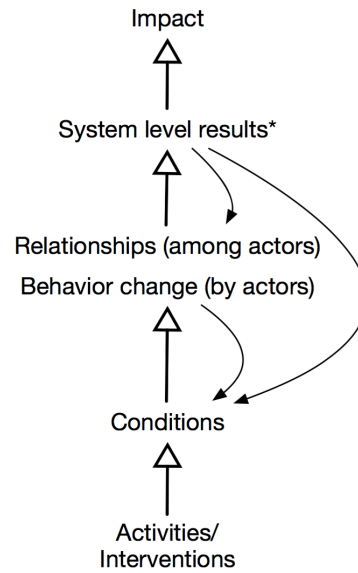 Impact
System level results*
Relationships (among actors)
Behavior change (by actors)
Conditions
Activities/
Interventions